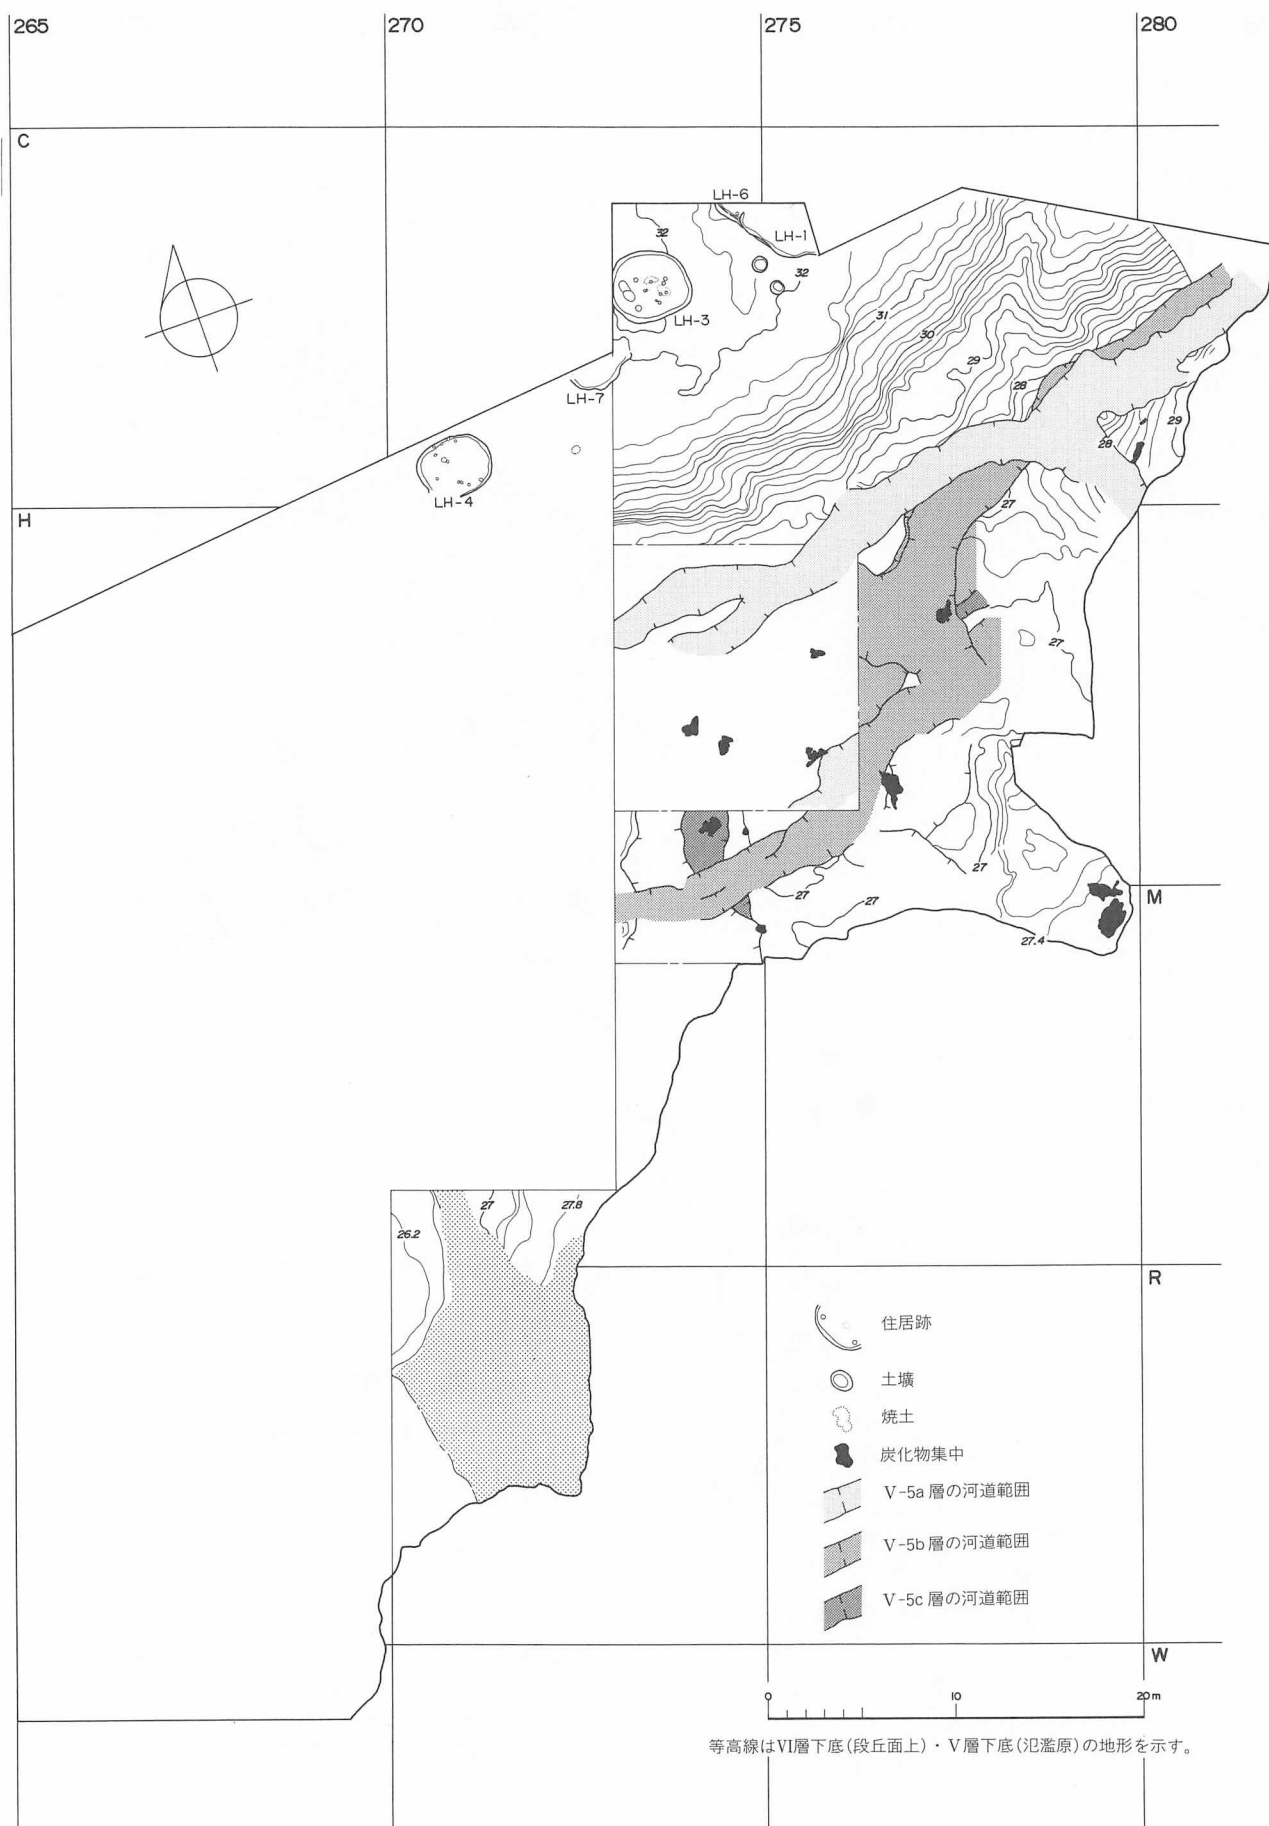 265
270
275
280
C
LH-6
LH-1
32
32
LH-3
31
30
29
28
LH-7
29
28
LH-4
H
27
27
27
M
27
27
27.4
27
27.8
26.2
R
住居跡
土壙
焼土
炭化物集中
V-5a 層の河道範囲
V-5b 層の河道範囲
V-5c 層の河道範囲
W
0 10 20m
等高線はVI層下底(段丘面上)・V層下底(氾濫原)の地形を示す。